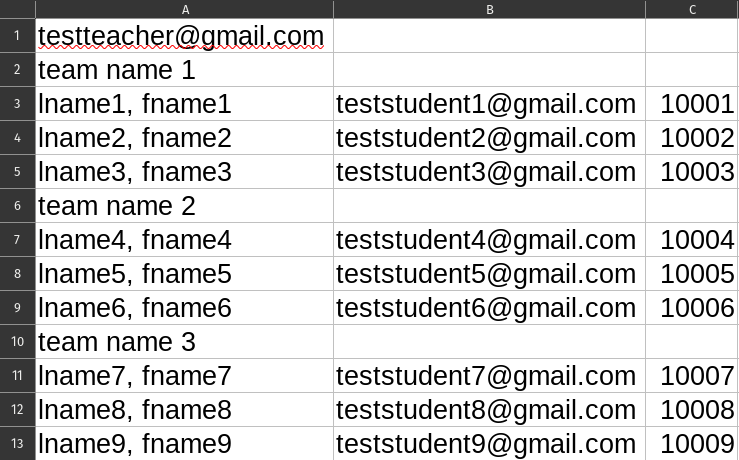 A B C
1 testteacher@gmail.com
2 team name 1
3 lname1, fname1 teststudent1@gmail.com 10001
4 lname2, fname2 teststudent2@gmail.com 10002
5 lname3, fname3 teststudent3@gmail.com 10003
6 team name 2
7 lname4, fname4 teststudent4@gmail.com 10004
8 lname5, fname5 teststudent5@gmail.com 10005
9 lname6, fname6 teststudent6@gmail.com 10006
10 team name 3
11 lname7, fname7 teststudent7@gmail.com 10007
12 lname8, fname8 teststudent8@gmail.com 10008
13 lname9, fname9 teststudent9@gmail.com 10009